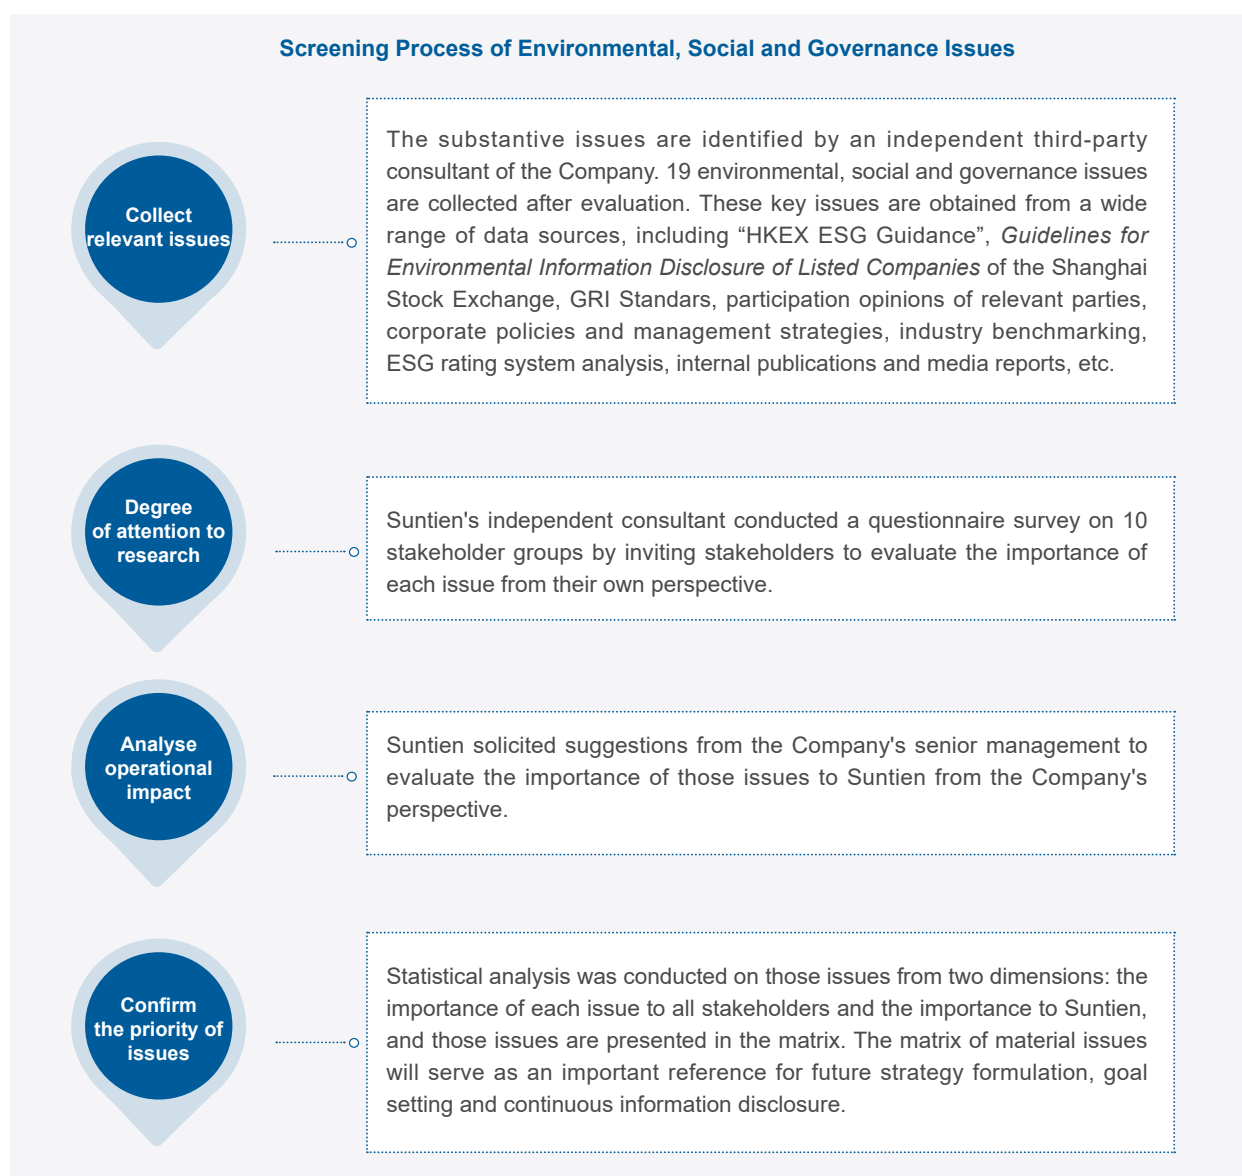 Screening Process of Environmental, Social and Governance Issues
Collect
relevant issues
The substantive issues are identified by an independent third-party
consultant of the Company. 19 environmental, social and governance issues
are collected after evaluation. These key issues are obtained from a wide
range of data sources, including “HKEX ESG Guidance”, Guidelines for
Environmental Information Disclosure of Listed Companies of the Shanghai
Stock Exchange, GRI Standars, participation opinions of relevant parties,
corporate policies and management strategies, industry benchmarking,
ESG rating system analysis, internal publications and media reports, etc.
Degree
of attention to
research
Suntien's independent consultant conducted a questionnaire survey on 10
stakeholder groups by inviting stakeholders to evaluate the importance of
each issue from their own perspective.
Analyse
operational
impact
Suntien solicited suggestions from the Company's senior management to
evaluate the importance of those issues to Suntien from the Company's
perspective.
Confirm
the priority of
issues
Statistical analysis was conducted on those issues from two dimensions: the
importance of each issue to all stakeholders and the importance to Suntien,
and those issues are presented in the matrix. The matrix of material issues
will serve as an important reference for future strategy formulation, goal
setting and continuous information disclosure.